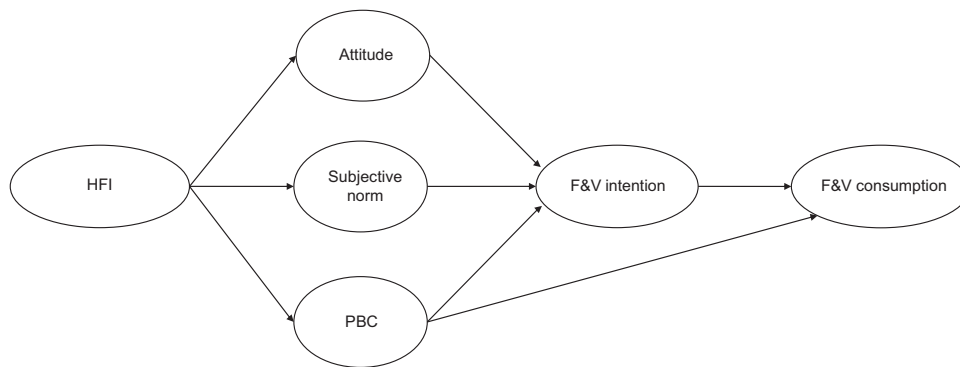 Attitude
HFI
Subjective
norm
F&V intention
F&V consumption
PBC